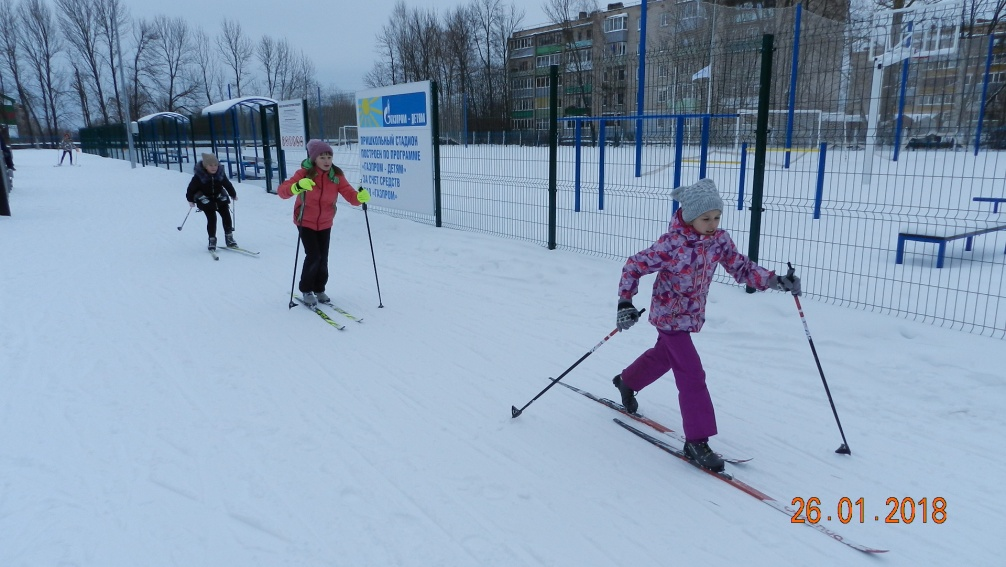 ГАЗПРОМ - ДЕТЯМ
ПРИШКОЛЬНЫЙ СТАДИОН
ПОСТРОЕН ПО ПРОГРАММЕ
"ГАЗПРОМ - ДЕТЯМ"
ЗА СЧЕТ СРЕДСТВ
"ГАЗПРОМ"
26.01.2018